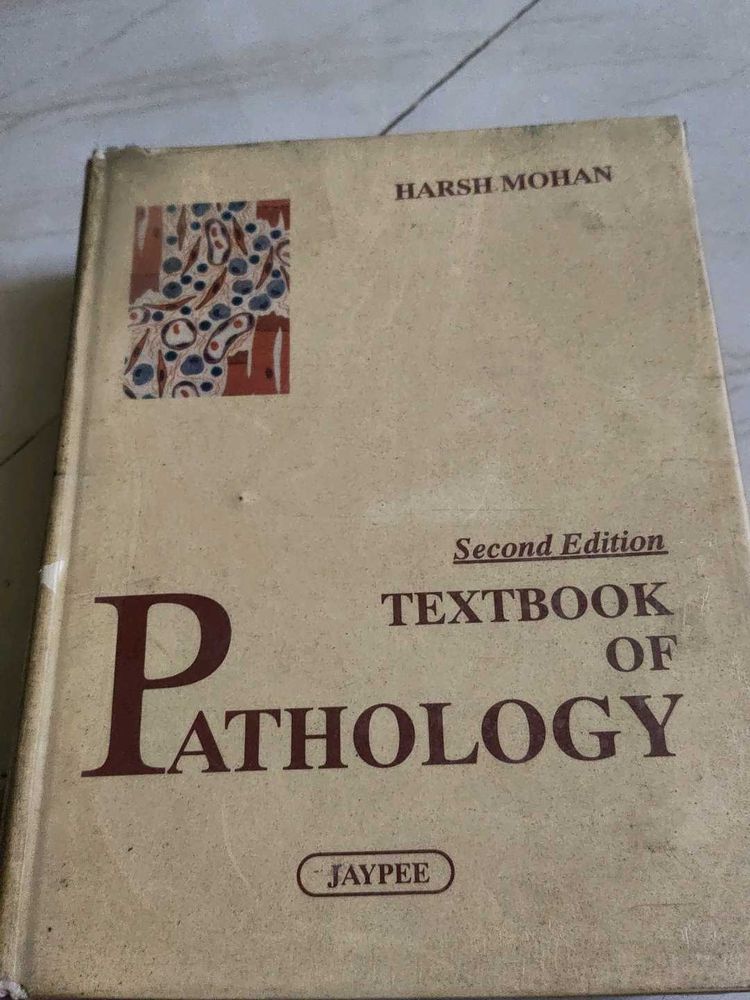 HARSH MOHAN
Second Edition
TEXTBOOK
OF
PATHOLOGY
JAYPEE